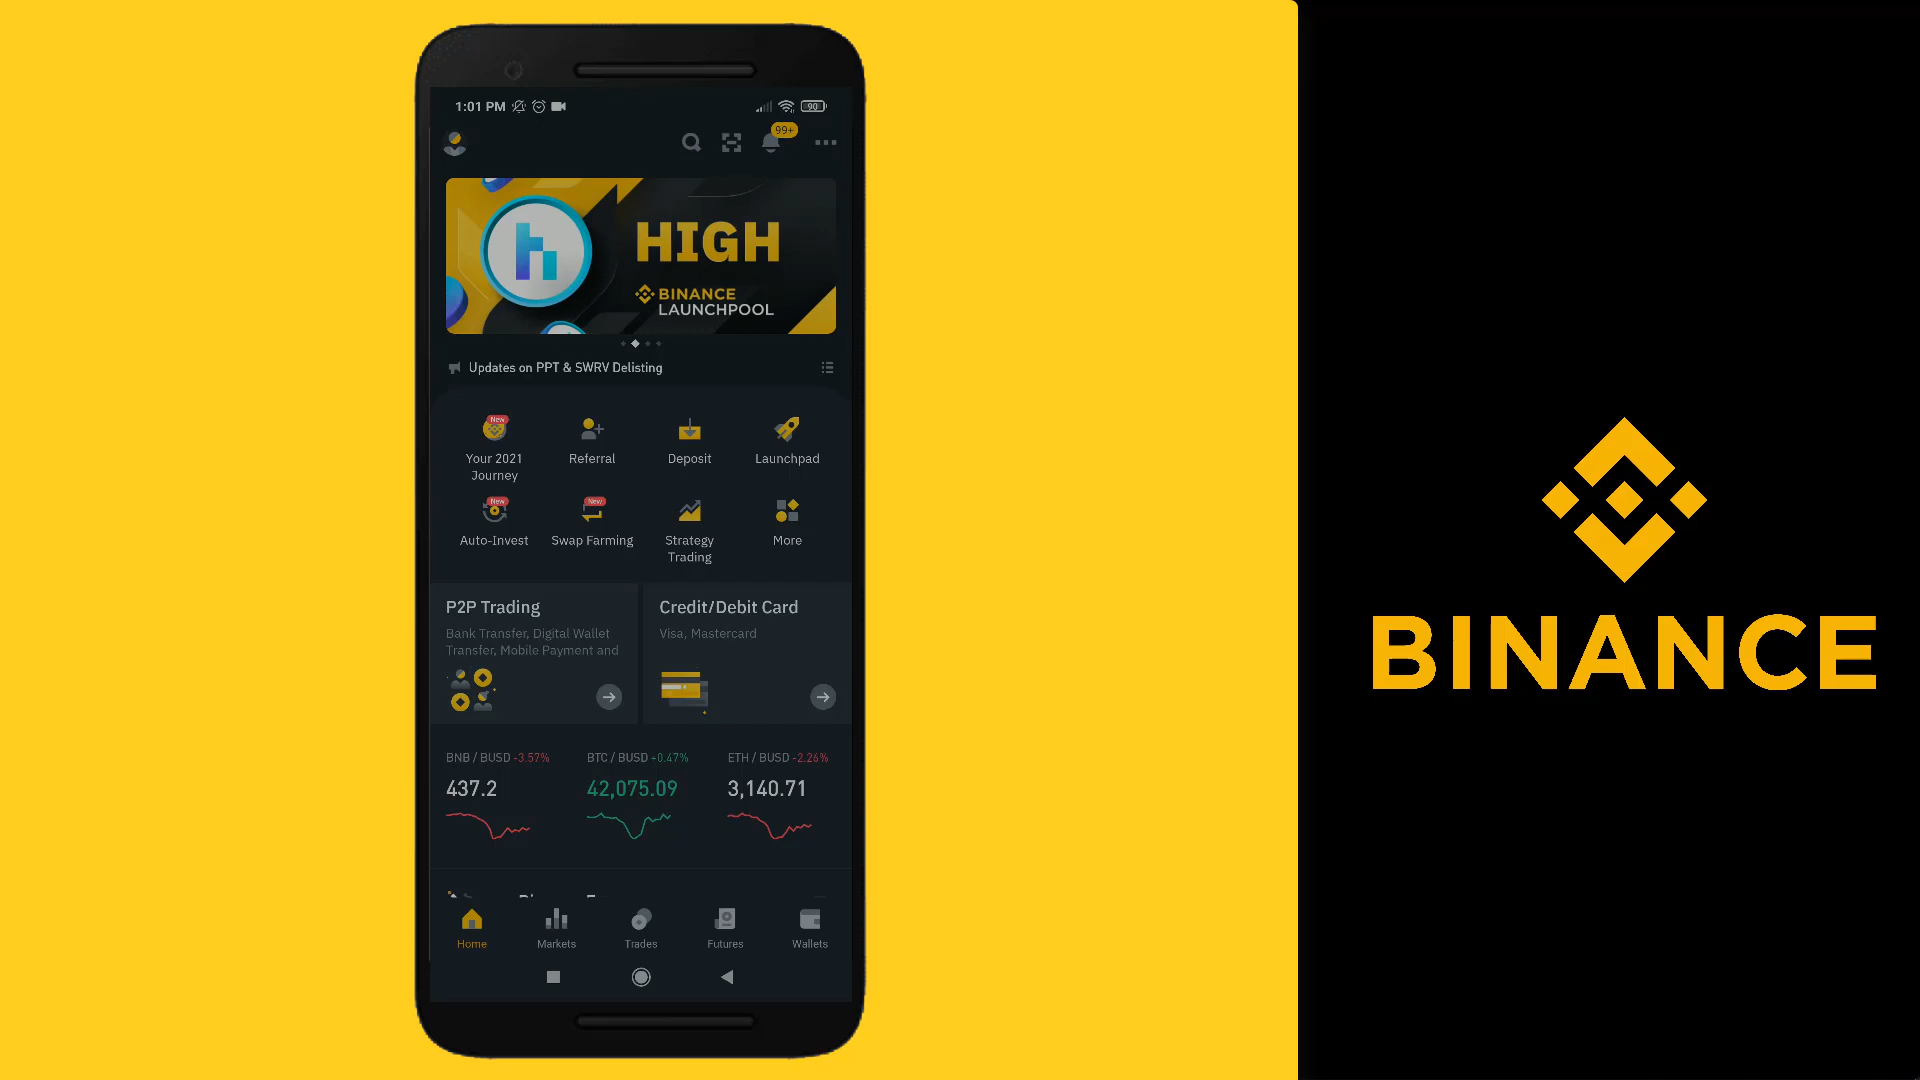 1:01 PM
90
99+
HIGH
BINANCE
LAUNCHPOOL
Updates on PPT & SWRV Delisting
New
Your 2021
Journey
Referral
Deposit
Launchpad
New
Auto-Invest
New
Swap Farming
Strategy
Trading
More
P2P Trading
Bank Transfer, Digital Wallet
Transfer, Mobile Payment and
Credit/Debit Card
Visa, Mastercard
BNB / BUSD -3.57%
437.2
BTC / BUSD +0.47%
42,075.09
ETH / BUSD -2.26%
3,140.71
Home
Markets
Trades
Futures
Wallets
BINANCE